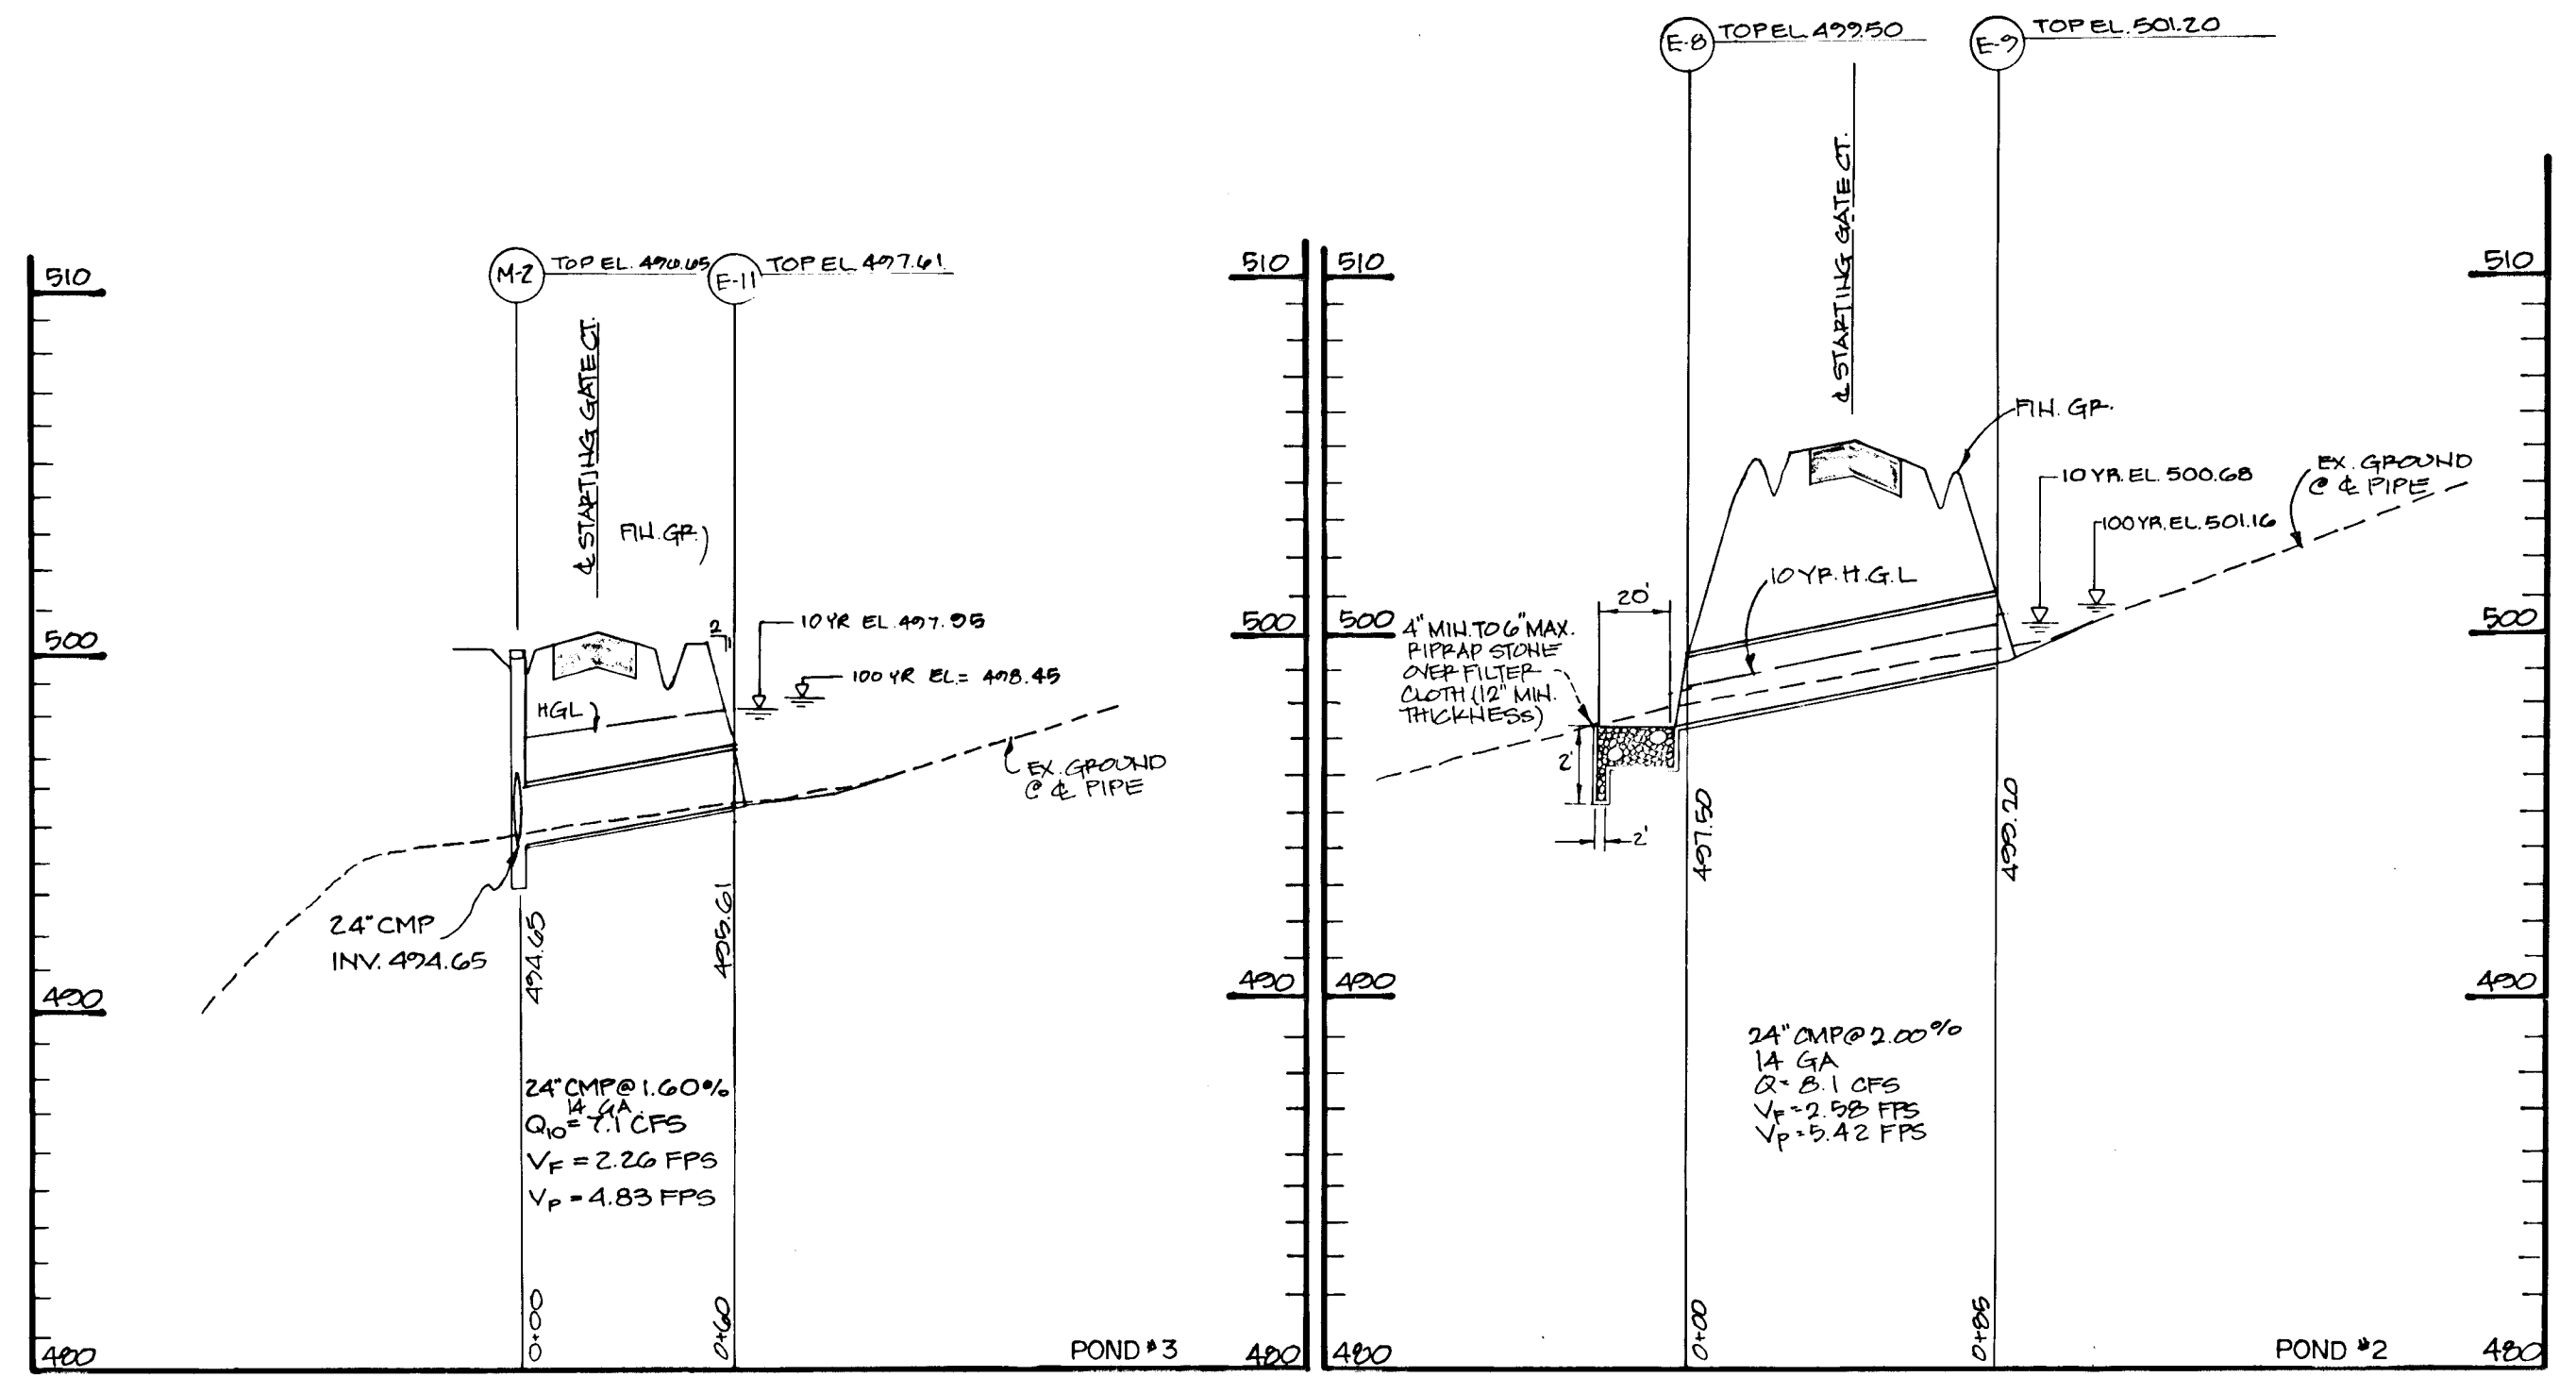 M-2 TOP EL. 496.65
E-11 TOP EL. 497.61
℄ STARTING GATE CT.
FIN. GR.
2
1
10 YR EL. 497.95
100 YR EL.= 498.45
HGL
EX. GROUND
@ ℄ PIPE
24" CMP
INV. 494.65
494.65
495.61
24" CMP @ 1.60%
14 GA.
Q10 = 7.1 CFS
VF = 2.26 FPS
VP = 4.83 FPS
0+00
0+60
POND #3
510
500
490
480
510
500
490
480
E-8 TOP EL. 499.50
E-9 TOP EL. 501.20
℄ STARTING GATE CT.
FIN. GR.
10 YR. EL. 500.68
100 YR. EL. 501.16
EX. GROUND
@ ℄ PIPE
10 YR. H.G.L
20'
4" MIN. TO 6" MAX.
RIPRAP STONE
OVER FILTER
CLOTH (12" MIN.
THICKNESS)
2'
2'
497.50
499.20
24" CMP @ 2.00%
14 GA
Q= 8.1 CFS
VF = 2.58 FPS
VP = 5.42 FPS
0+00
0+85
POND #2
510
500
490
480
510
490
480